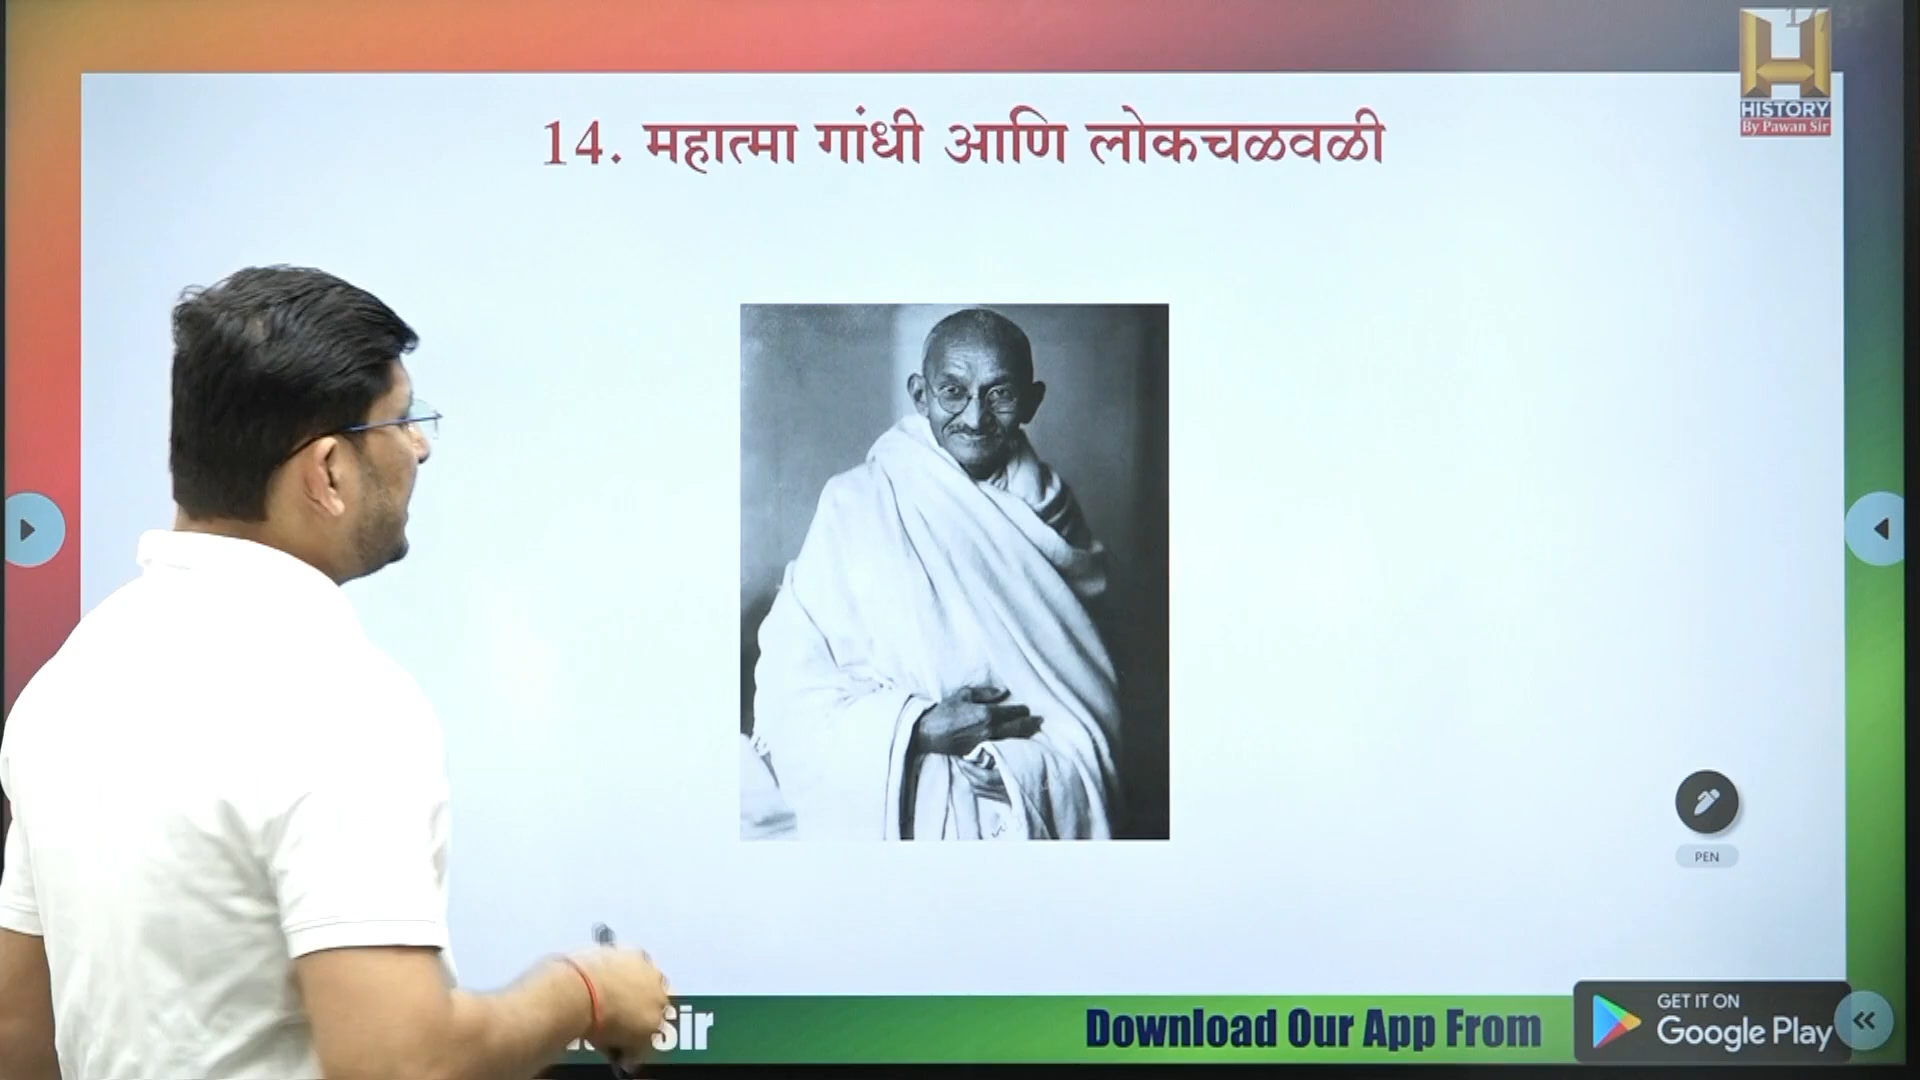 14. महात्मा गांधी आणि लोकचळवळी
HISTORY
By Pawan Sir
PEN
Sir
Download Our App From
GET IT ON
Google Play